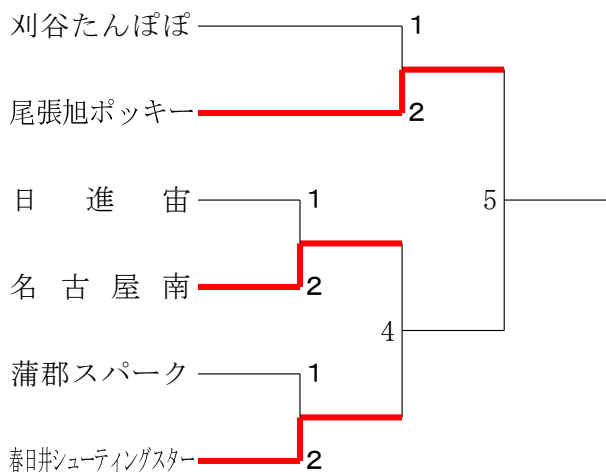 刈谷たんぽぽ
1
尾張旭ポッキー
2
日進宙
1
5
名古屋南
2
4
蒲郡スパーク
1
春日井シューティングスター
2